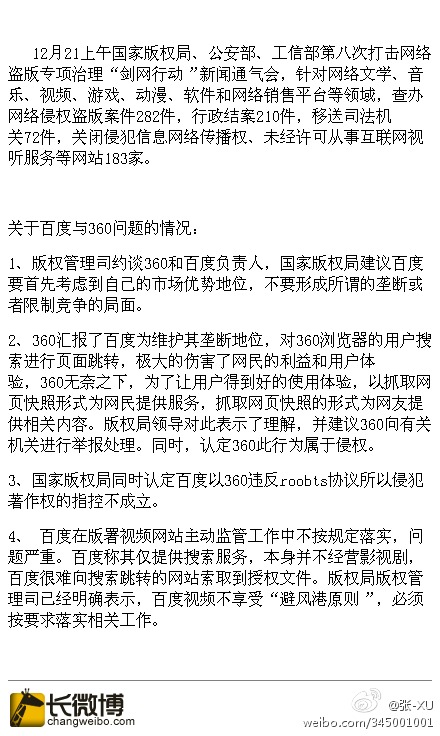 12月21上午国家版权局、公安部、工信部第八次打击网络
盗版专项治理“剑网行动”新闻通气会，针对网络文学、音
乐、视频、游戏、动漫、软件和网络销售平台等领域，查办
网络侵权盗版案件282件，行政结案210件，移送司法机
关72件，关闭侵犯信息网络传播权、未经许可从事互联网视
听服务等网站183家。
关于百度与360问题的情况：
1、版权管理司约谈360和百度负责人，国家版权局建议百度
要首先考虑到自己的市场优势地位，不要形成所谓的垄断或
者限制竞争的局面。
2、360汇报了百度为维护其垄断地位，对360浏览器的用户搜
索进行页面跳转，极大的伤害了网民的利益和用户体
验，360无奈之下，为了让用户得到好的使用体验，以抓取网
页快照形式为网民提供服务，抓取网页快照的形式为网友提
供相关内容。版权局领导对此表示了理解，并建议360向有关
机关进行举报处理。同时，认定360此行为属于侵权。
3、国家版权局同时认定百度以360违反roobts协议所以侵犯
著作权的指控不成立。
4、 百度在版署视频网站主动监管工作中不按规定落实，问
题严重。百度称其仅提供搜索服务，本身并不经营影视剧，
百度很难向搜索跳转的网站索取到授权文件。版权局版权管
理司已经明确表示，百度视频不享受“避风港原则 ”，必须
按要求落实相关工作。
长微博
changweibo.com
@张-XU
weibo.com/345001001